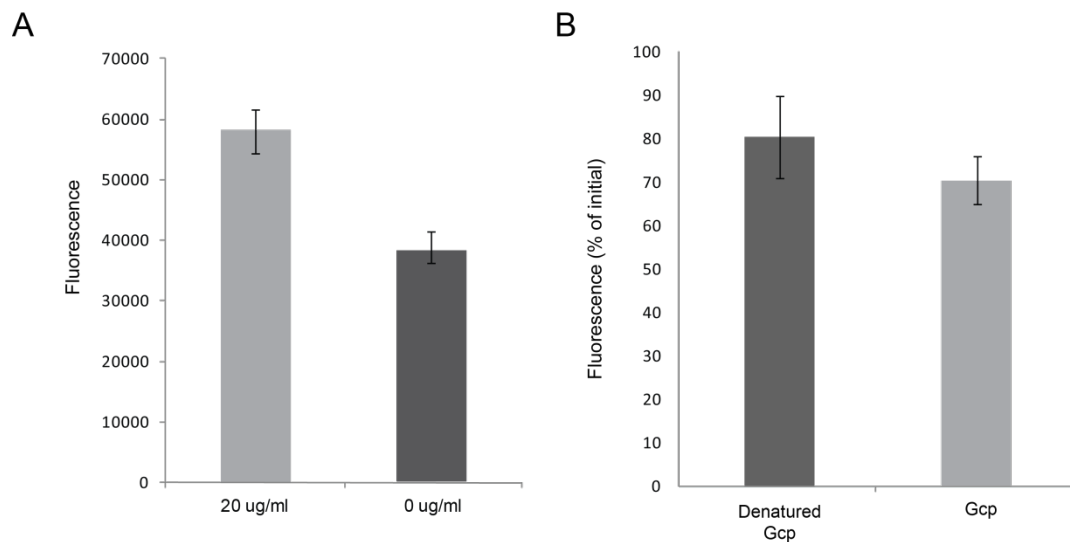 A
70000
60000
50000
40000
30000
20000
10000
0
Fluorescence
20 ug/ml
0 ug/ml
B
100
90
80
70
60
50
40
30
20
10
0
Fluorescence (% of initial)
Denatured
Gcp
Gcp